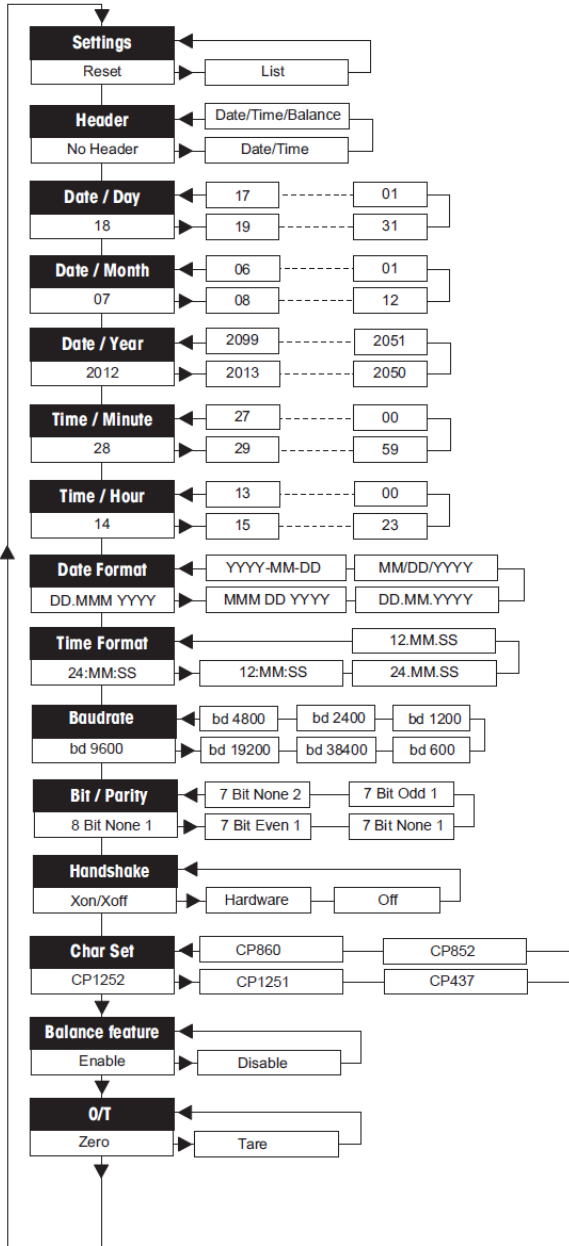 Settings
Reset List
Header Date/Time/Balance
No Header Date/Time
Date / Day 17 01
18 19 31
Date / Month 06 01
07 08 12
Date / Year 2099 2051
2012 2013 2050
Time / Minute 27 00
28 29 59
Time / Hour 13 00
14 15 23
Date Format YYYY-MM-DD MM/DD/YYYY
DD.MMM YYYY MMM DD YYYY DD.MM.YYYY
Time Format 12.MM.SS
24:MM:SS 12:MM:SS 24.MM.SS
Baudrate bd 4800 bd 2400 bd 1200
bd 9600 bd 19200 bd 38400 bd 600
Bit / Parity 7 Bit None 2 7 Bit Odd 1
8 Bit None 1 7 Bit Even 1 7 Bit None 1
Handshake
Xon/Xoff Hardware Off
Char Set CP860 CP852
CP1252 CP1251 CP437
Balance feature
Enable Disable
O/T
Zero Tare